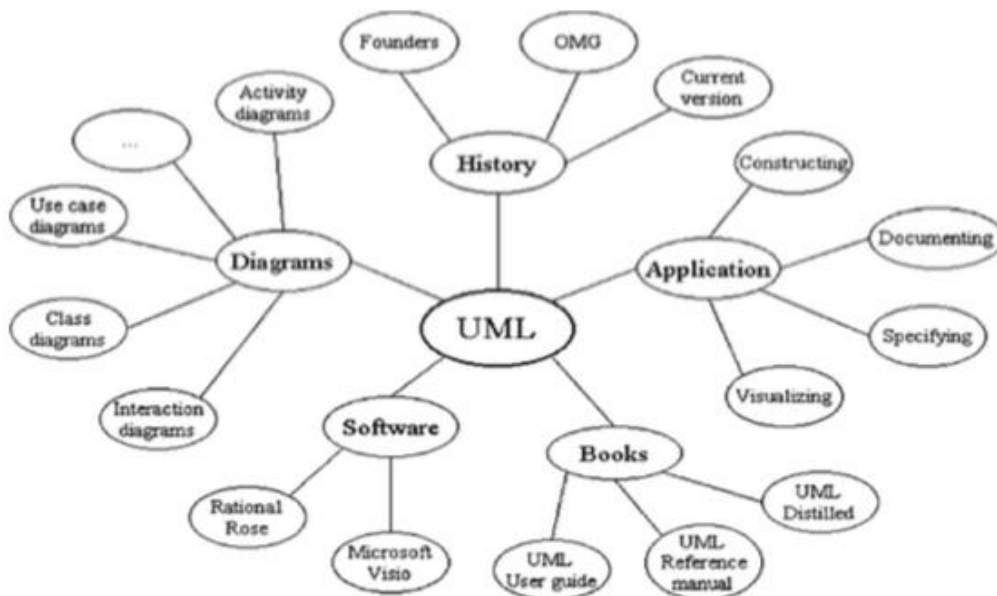 Founders
OMG
Current
version
Activity
diagrams
...
History
Constructing
Use case
diagrams
Documenting
Diagrams
Application
UML
Class
diagrams
Specifying
Visualizing
Interaction
diagrams
Software
Books
Rational
Rose
UML
Distilled
Microsoft
Visio
UML
User guide
UML
Reference
manual